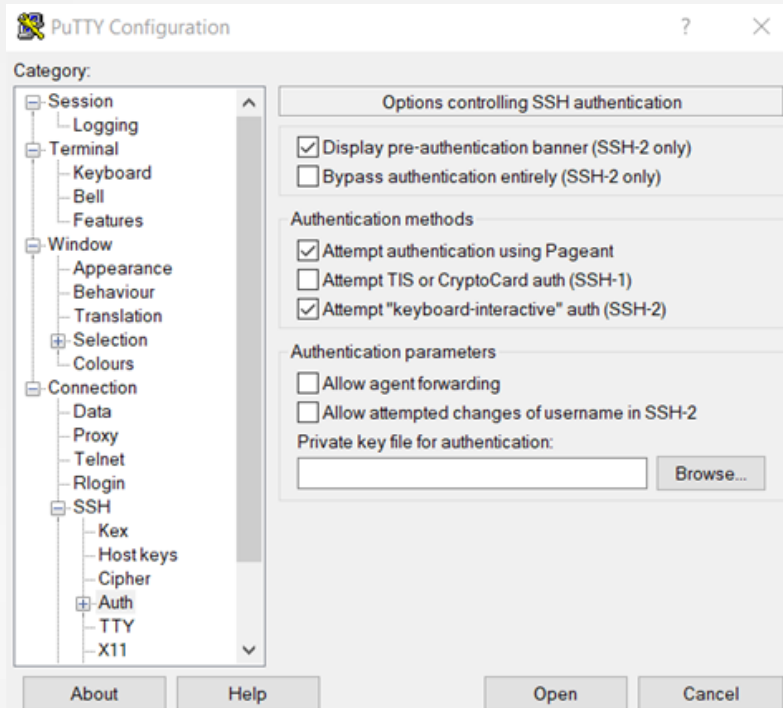 PuTTY Configuration
?
Category:
Session
Logging
Terminal
Keyboard
Bell
Features
Window
Appearance
Behaviour
Translation
Selection
Colours
Connection
Data
Proxy
Telnet
Rlogin
SSH
Kex
Host keys
Cipher
Auth
TTY
X11
Options controlling SSH authentication
Display pre-authentication banner (SSH-2 only)
Bypass authentication entirely (SSH-2 only)
Authentication methods
Attempt authentication using Pageant
Attempt TIS or CryptoCard auth (SSH-1)
Attempt "keyboard-interactive" auth (SSH-2)
Authentication parameters
Allow agent forwarding
Allow attempted changes of username in SSH-2
Private key file for authentication:
Browse...
About Help Open Cancel